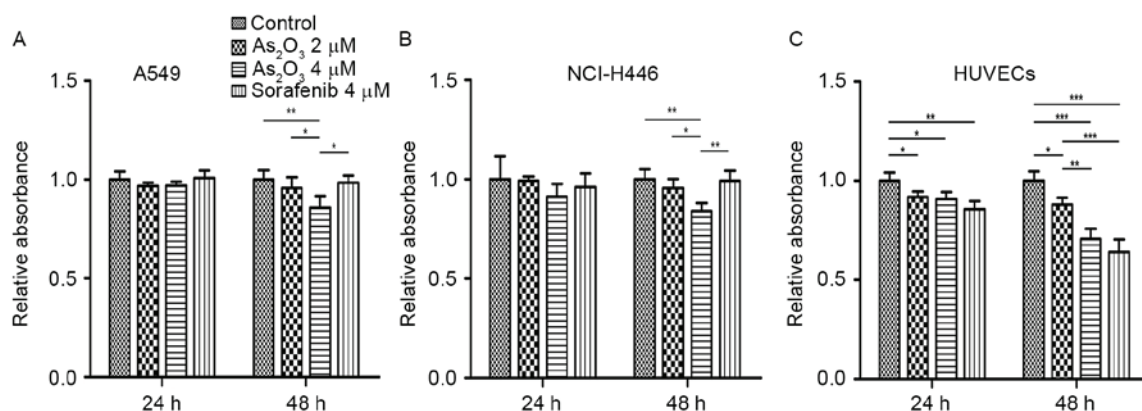 A
A549
Control
As₂O₃ 2 μM
As₂O₃ 4 μM
Sorafenib 4 μM
Relative absorbance
1.5
1.0
0.5
0.0
**
*
*
24 h
48 h
B
NCI-H446
Relative absorbance
1.5
1.0
0.5
0.0
**
*
**
24 h
48 h
C
HUVECs
Relative absorbance
1.5
1.0
0.5
0.0
**
*
*
***
***
***
*
**
24 h
48 h